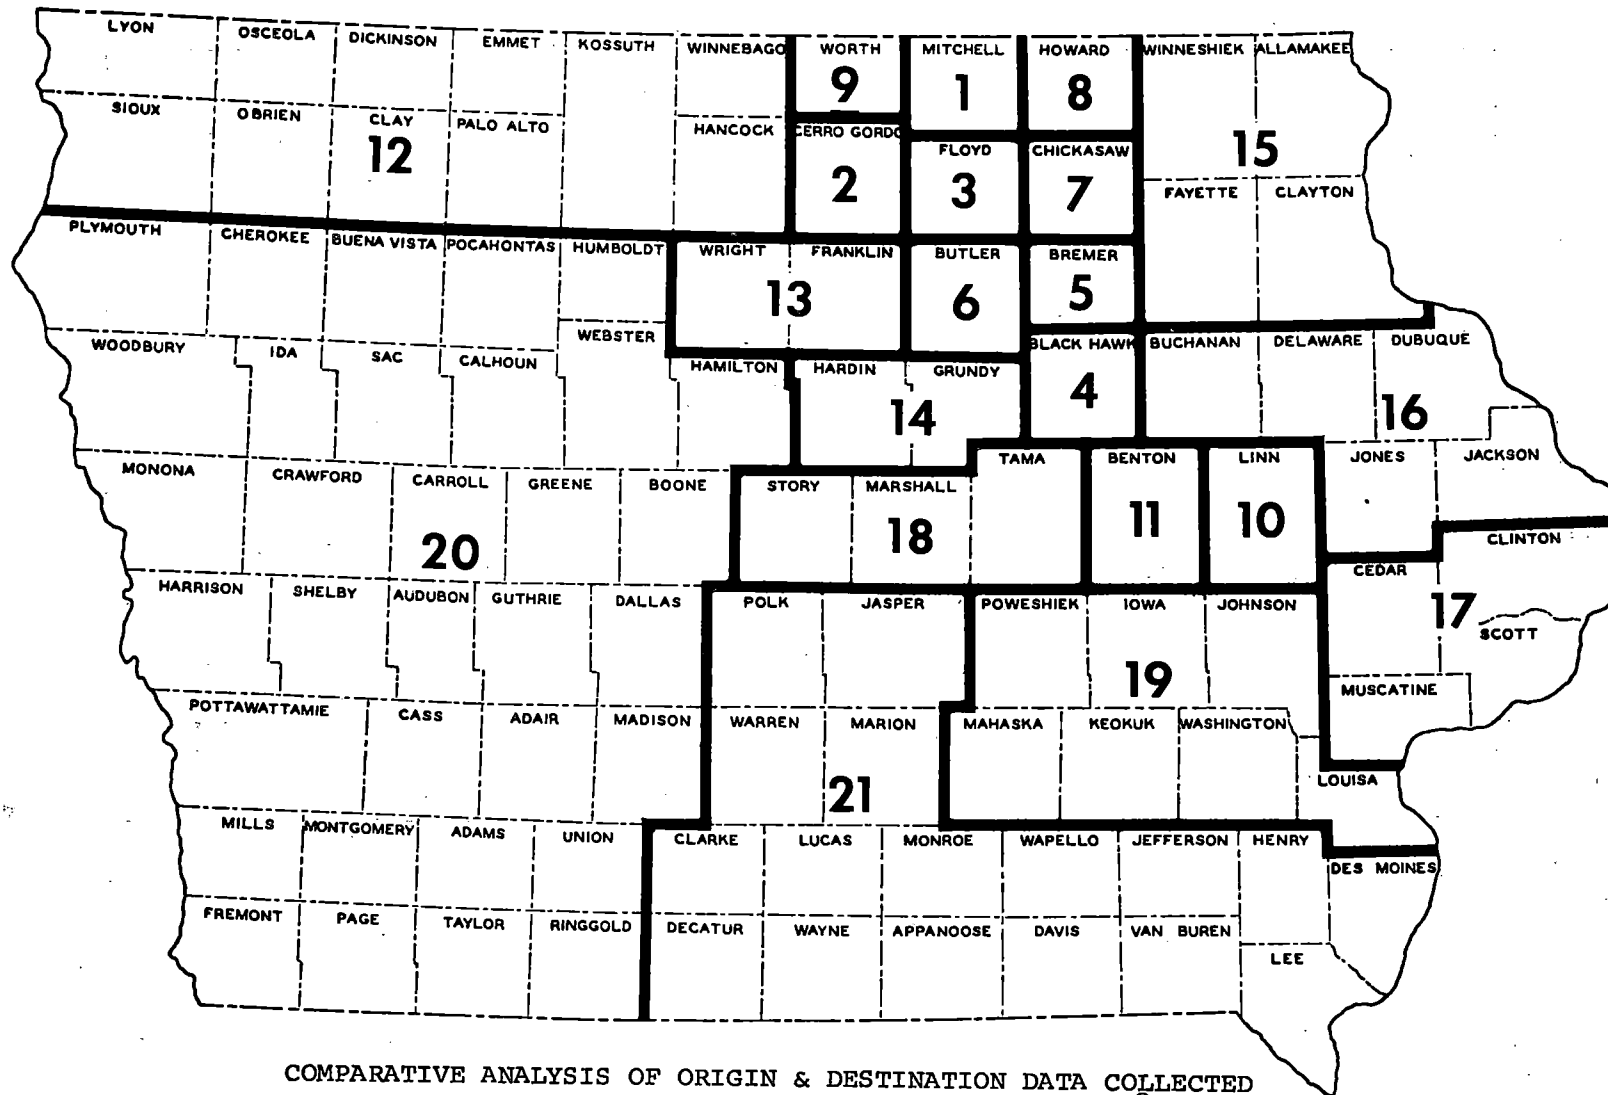 LYON OSCEOLA DICKINSON EMMET KOSSUTH WINNEBAGO WORTH MITCHELL HOWARD WINNESHIEK ALLAMAKEE
9 1 8
SIOUX OBRIEN CLAY PALO ALTO HANCOCK CERRO GORDO FLOYD CHICKASAW 15
12 2 3 7 FAYETTE CLAYTON
PLYMOUTH CHEROKEE BUENA VISTA POCAHONTAS HUMBOLDT WRIGHT FRANKLIN BUTLER BREMER
13 6 5
WOODBURY IDA SAC CALHOUN WEBSTER HAMILTON HARDIN GRUNDY BLACK HAWK BUCHANAN DELAWARE DUBUQUE
14 4 16
MONONA CRAWFORD CARROLL GREENE BOONE STORY MARSHALL TAMA BENTON LINN JONES JACKSON
20 18 11 10 CLINTON
HARRISON SHELBY AUDUBON GUTHRIE DALLAS POLK JASPER POWESHIEK IOWA JOHNSON CEDAR
17 SCOTT
19 MUSCATINE
POTTAWATTAMIE CASS ADAIR MADISON WARREN MARION MAHASKA KEOKUK WASHINGTON
21 LOUISA
MILLS MONTGOMERY ADAMS UNION CLARKE LUCAS MONROE WAPELLO JEFFERSON HENRY DES MOINES
FREMONT PAGE TAYLOR RINGGOLD DECATUR WAYNE APPANOOSE DAVIS VAN BUREN LEE
COMPARATIVE ANALYSIS OF ORIGIN & DESTINATION DATA COLLECTED